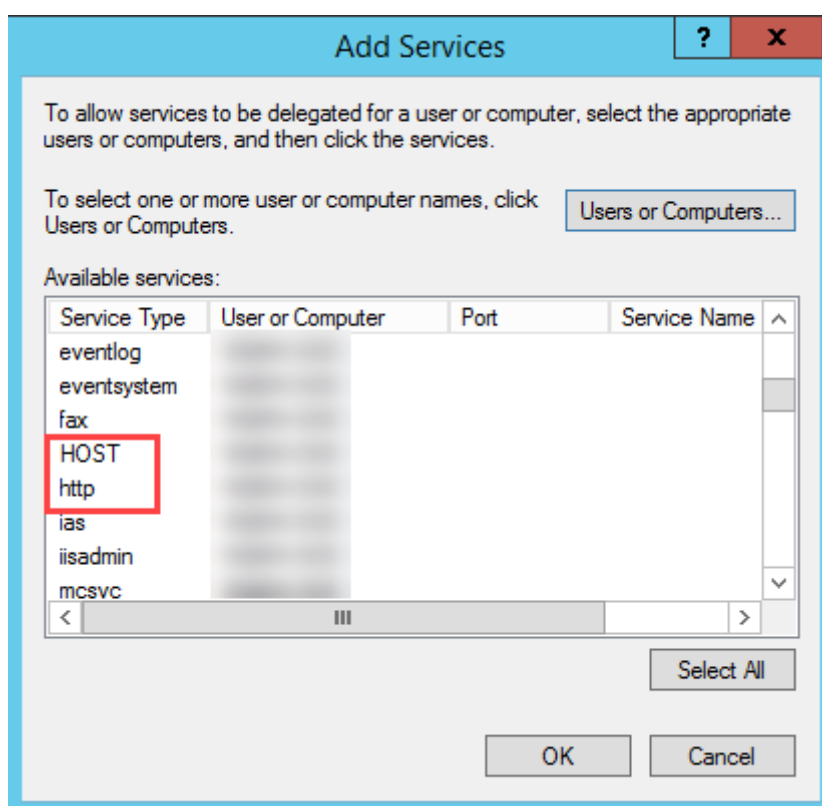 Add Services
?
x
To allow services to be delegated for a user or computer, select the appropriate
users or computers, and then click the services.
To select one or more user or computer names, click
Users or Computers.
Users or Computers...
Available services:
Service Type User or Computer Port Service Name
eventlog
eventsystem
fax
HOST
http
ias
iisadmin
mcsvc
Select All
OK Cancel